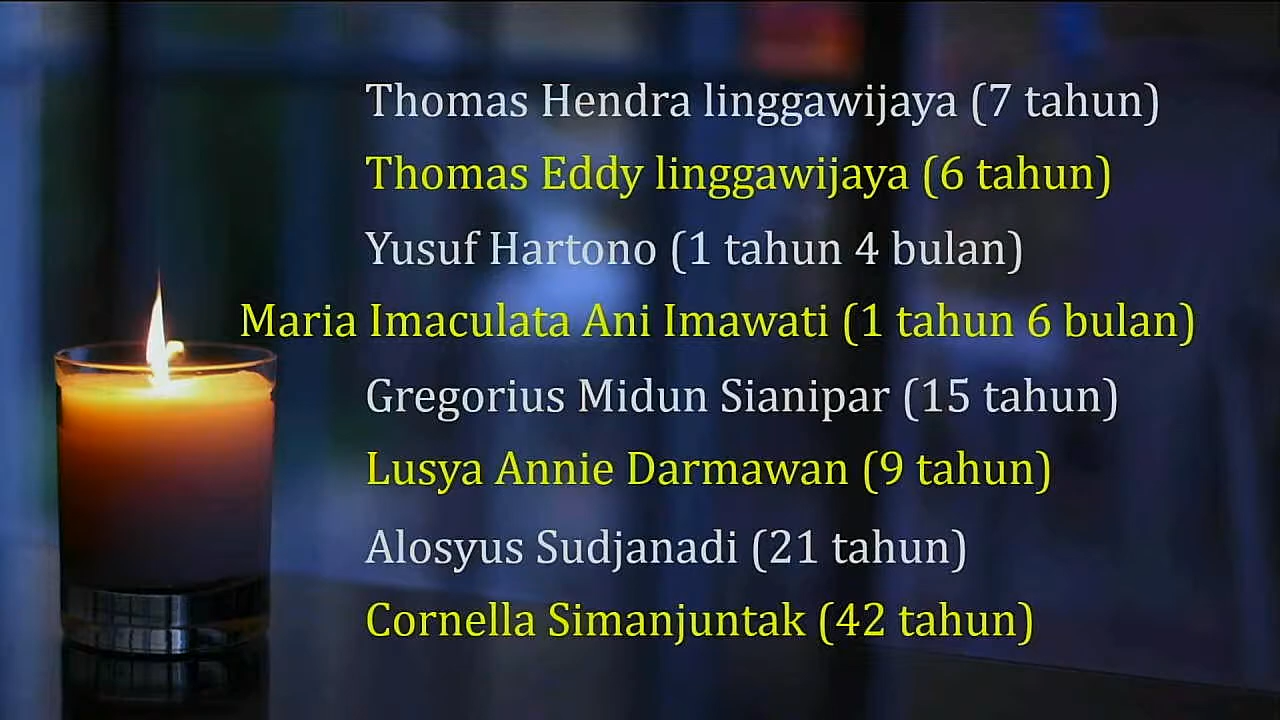 Thomas Hendra linggawijaya (7 tahun)
Thomas Eddy linggawijaya (6 tahun)
Yusuf Hartono (1 tahun 4 bulan)
Maria Imaculata Ani Imawati (1 tahun 6 bulan)
Gregorius Midun Sianipar (15 tahun)
Lusya Annie Darmawan (9 tahun)
Alosyus Sudjanadi (21 tahun)
Cornella Simanjuntak (42 tahun)